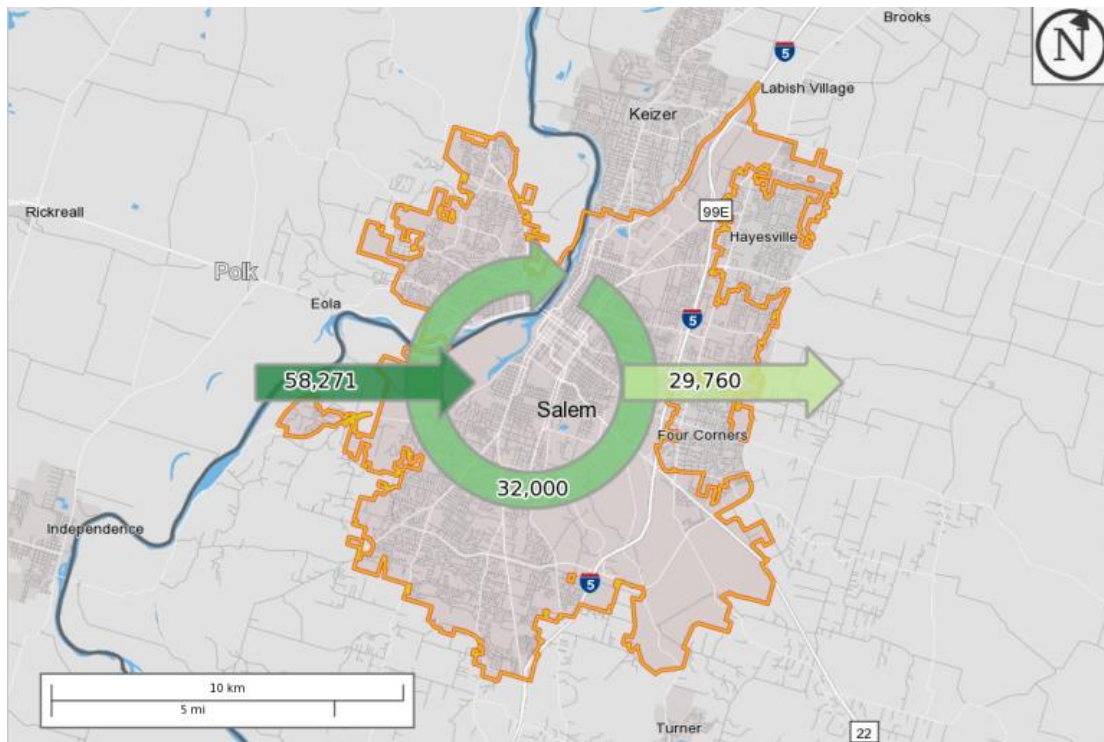 Brooks
N
5
Labish Village
Keizer
Rickreall
99E
Hayesville
Polk
Eola
5
58,271
29,760
Salem
Four Corners
32,000
Independence
5
10 km
5 mi
Turner
22